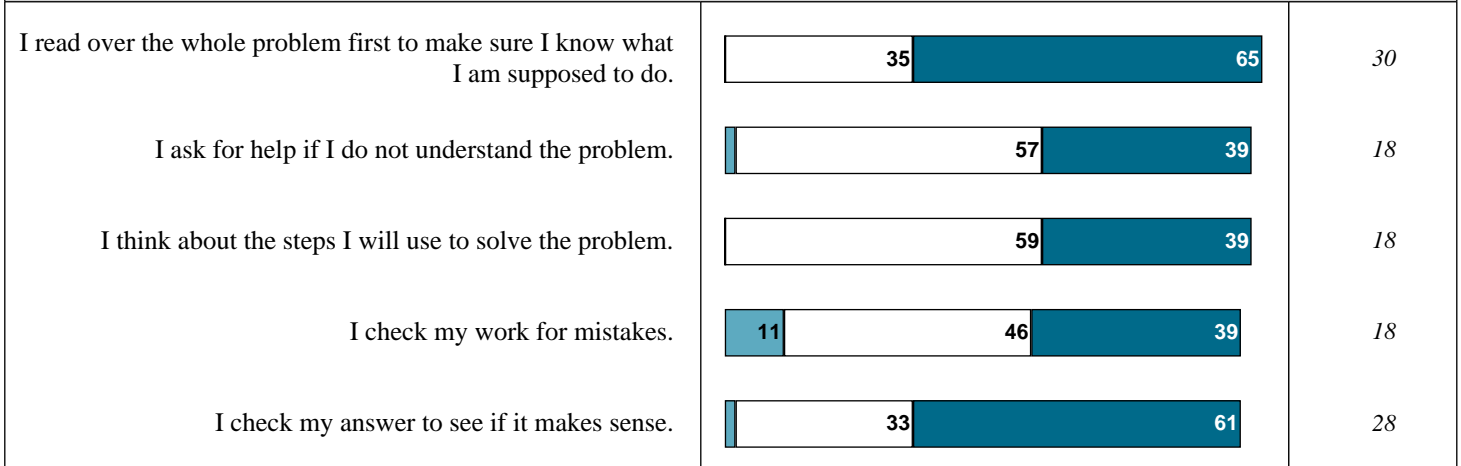 I read over the whole problem first to make sure I know what
I am supposed to do.
35 65 30
I ask for help if I do not understand the problem.
57 39 18
I think about the steps I will use to solve the problem.
59 39 18
I check my work for mistakes.
11 46 39 18
I check my answer to see if it makes sense.
33 61 28